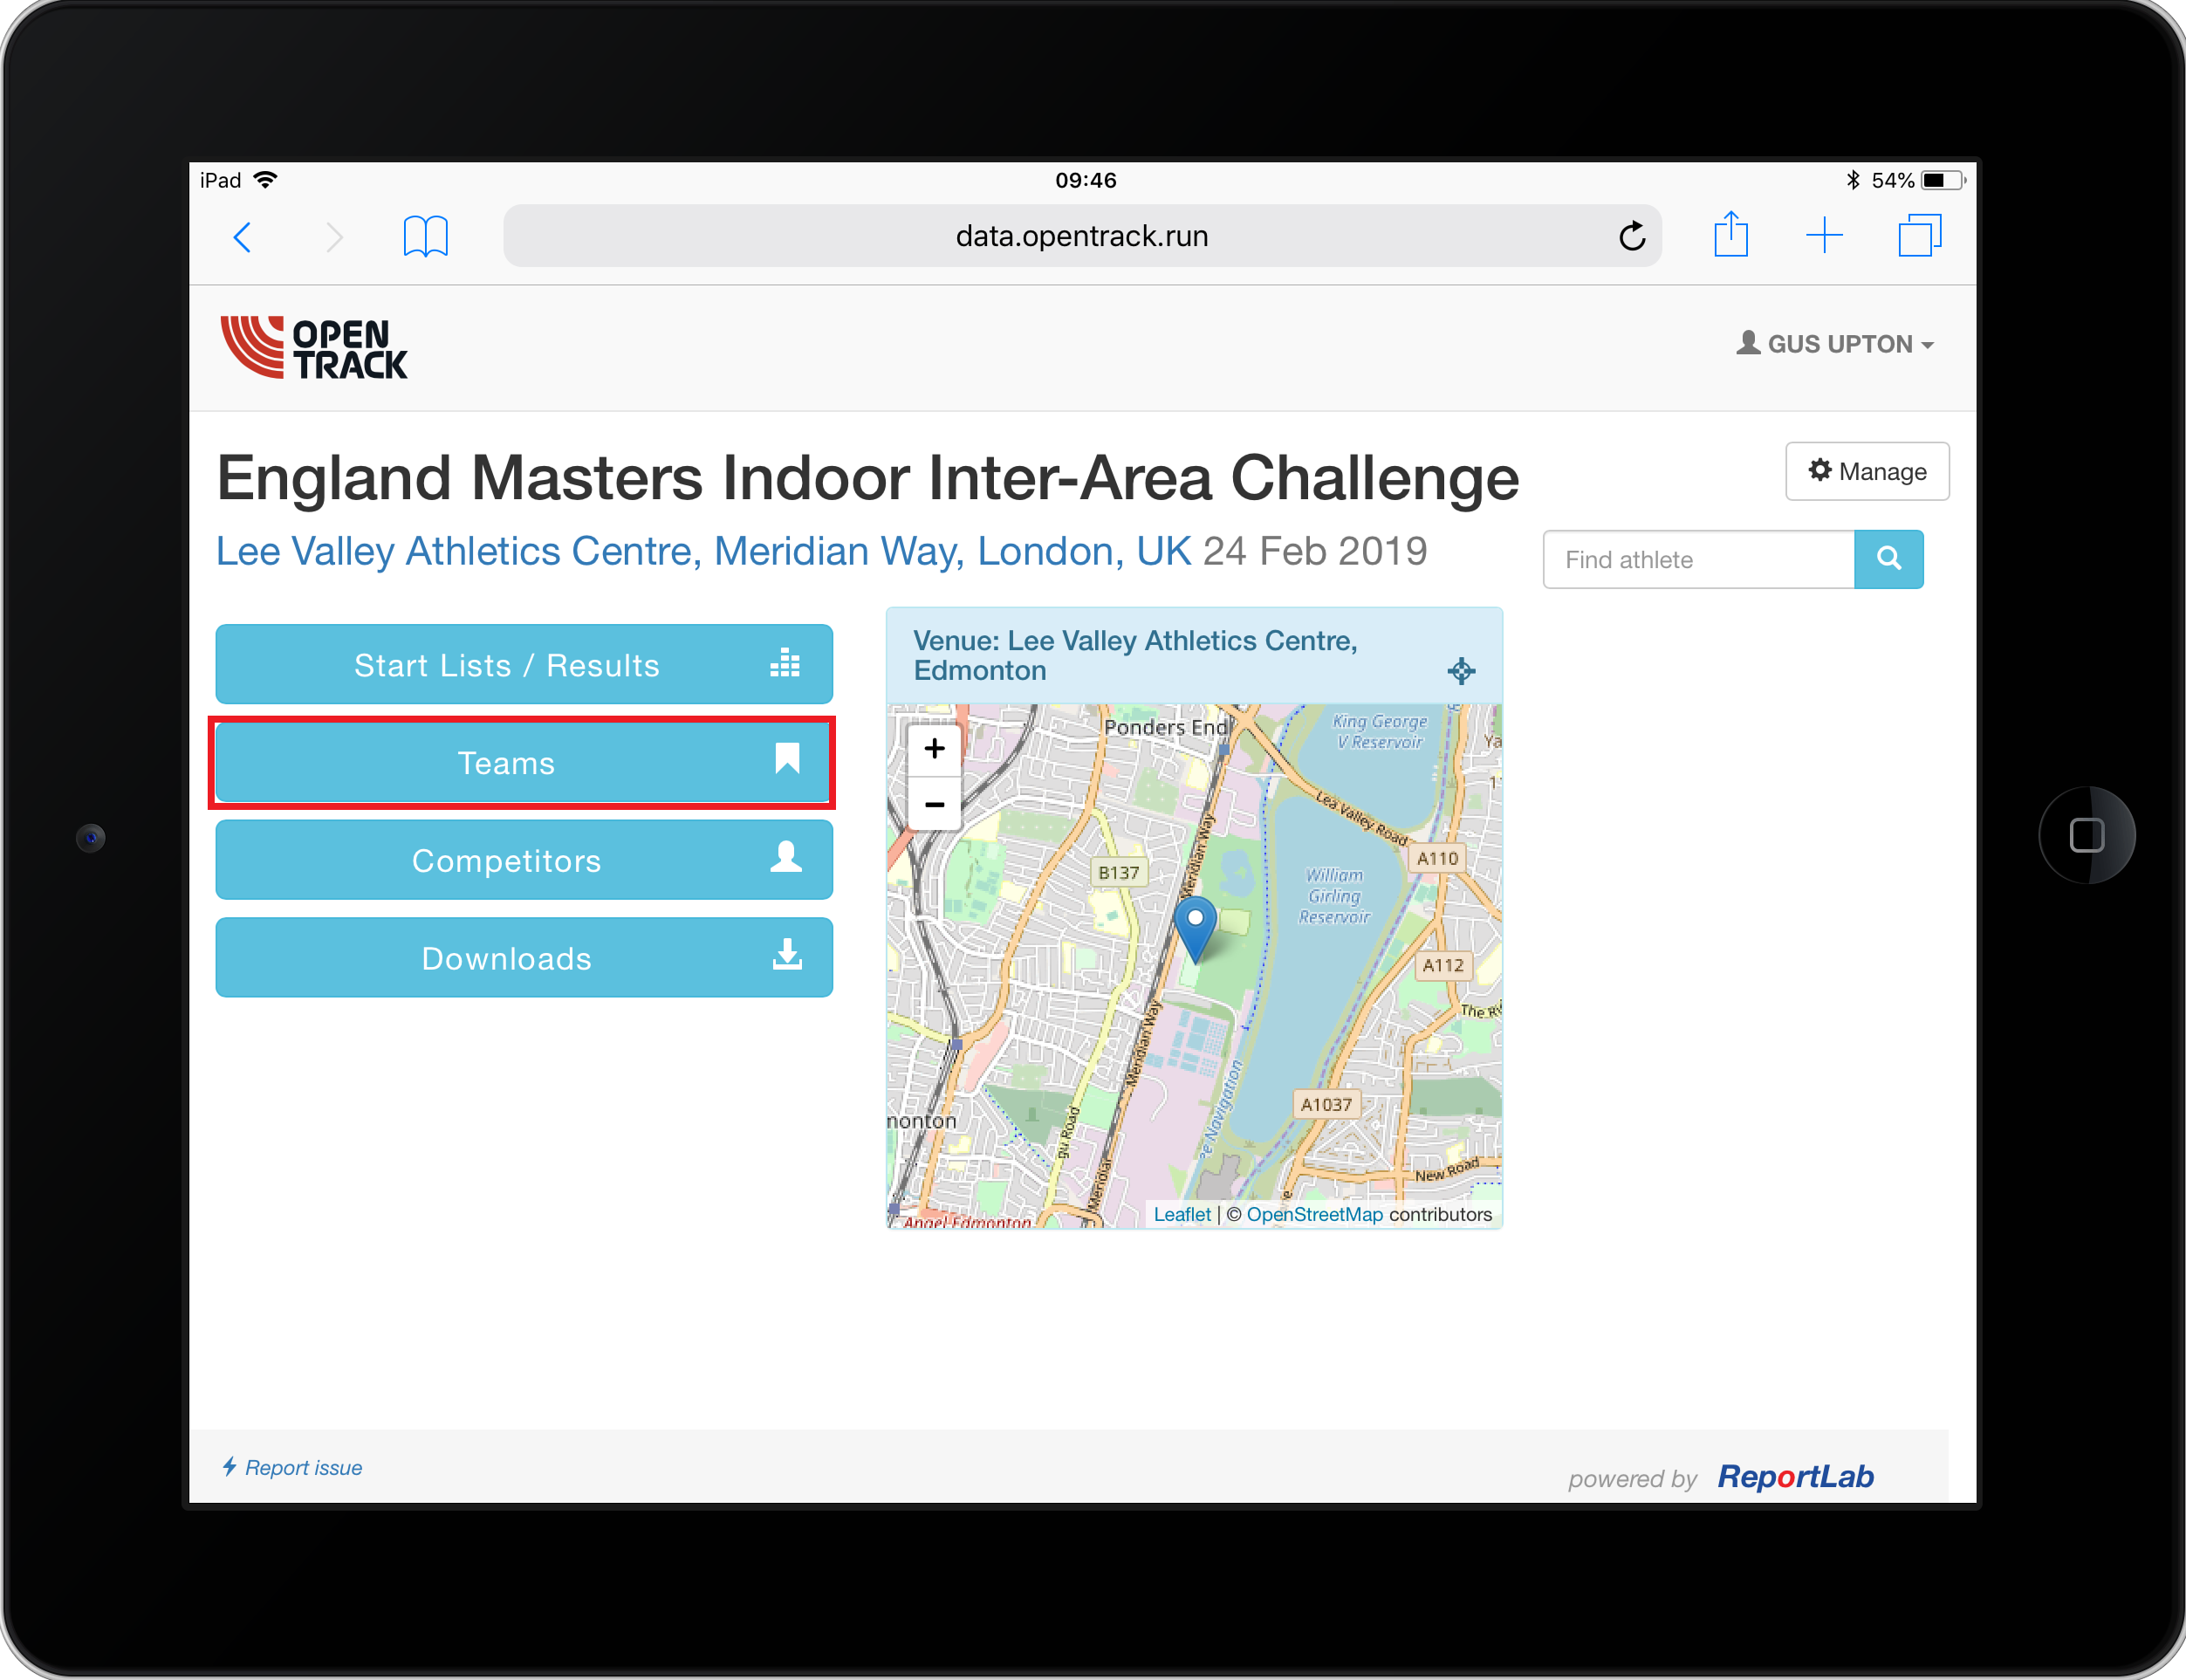 iPad
09:46
54%
data.opentrack.run
OPEN
TRACK
GUS UPTON
England Masters Indoor Inter-Area Challenge
Manage
Lee Valley Athletics Centre, Meridian Way, London, UK 24 Feb 2019
Find athlete
Start Lists / Results
Teams
Competitors
Downloads
Venue: Lee Valley Athletics Centre,
Edmonton
+
−
Ponders End
King George
V Reservoir
Lea Valley Road
Meridian Way
B137
A110
William
Girling
Reservoir
A112
Meridian Way
A1037
New Road
Angel Edmonton
Leaflet | © OpenStreetMap contributors
Report issue
powered by ReportLab